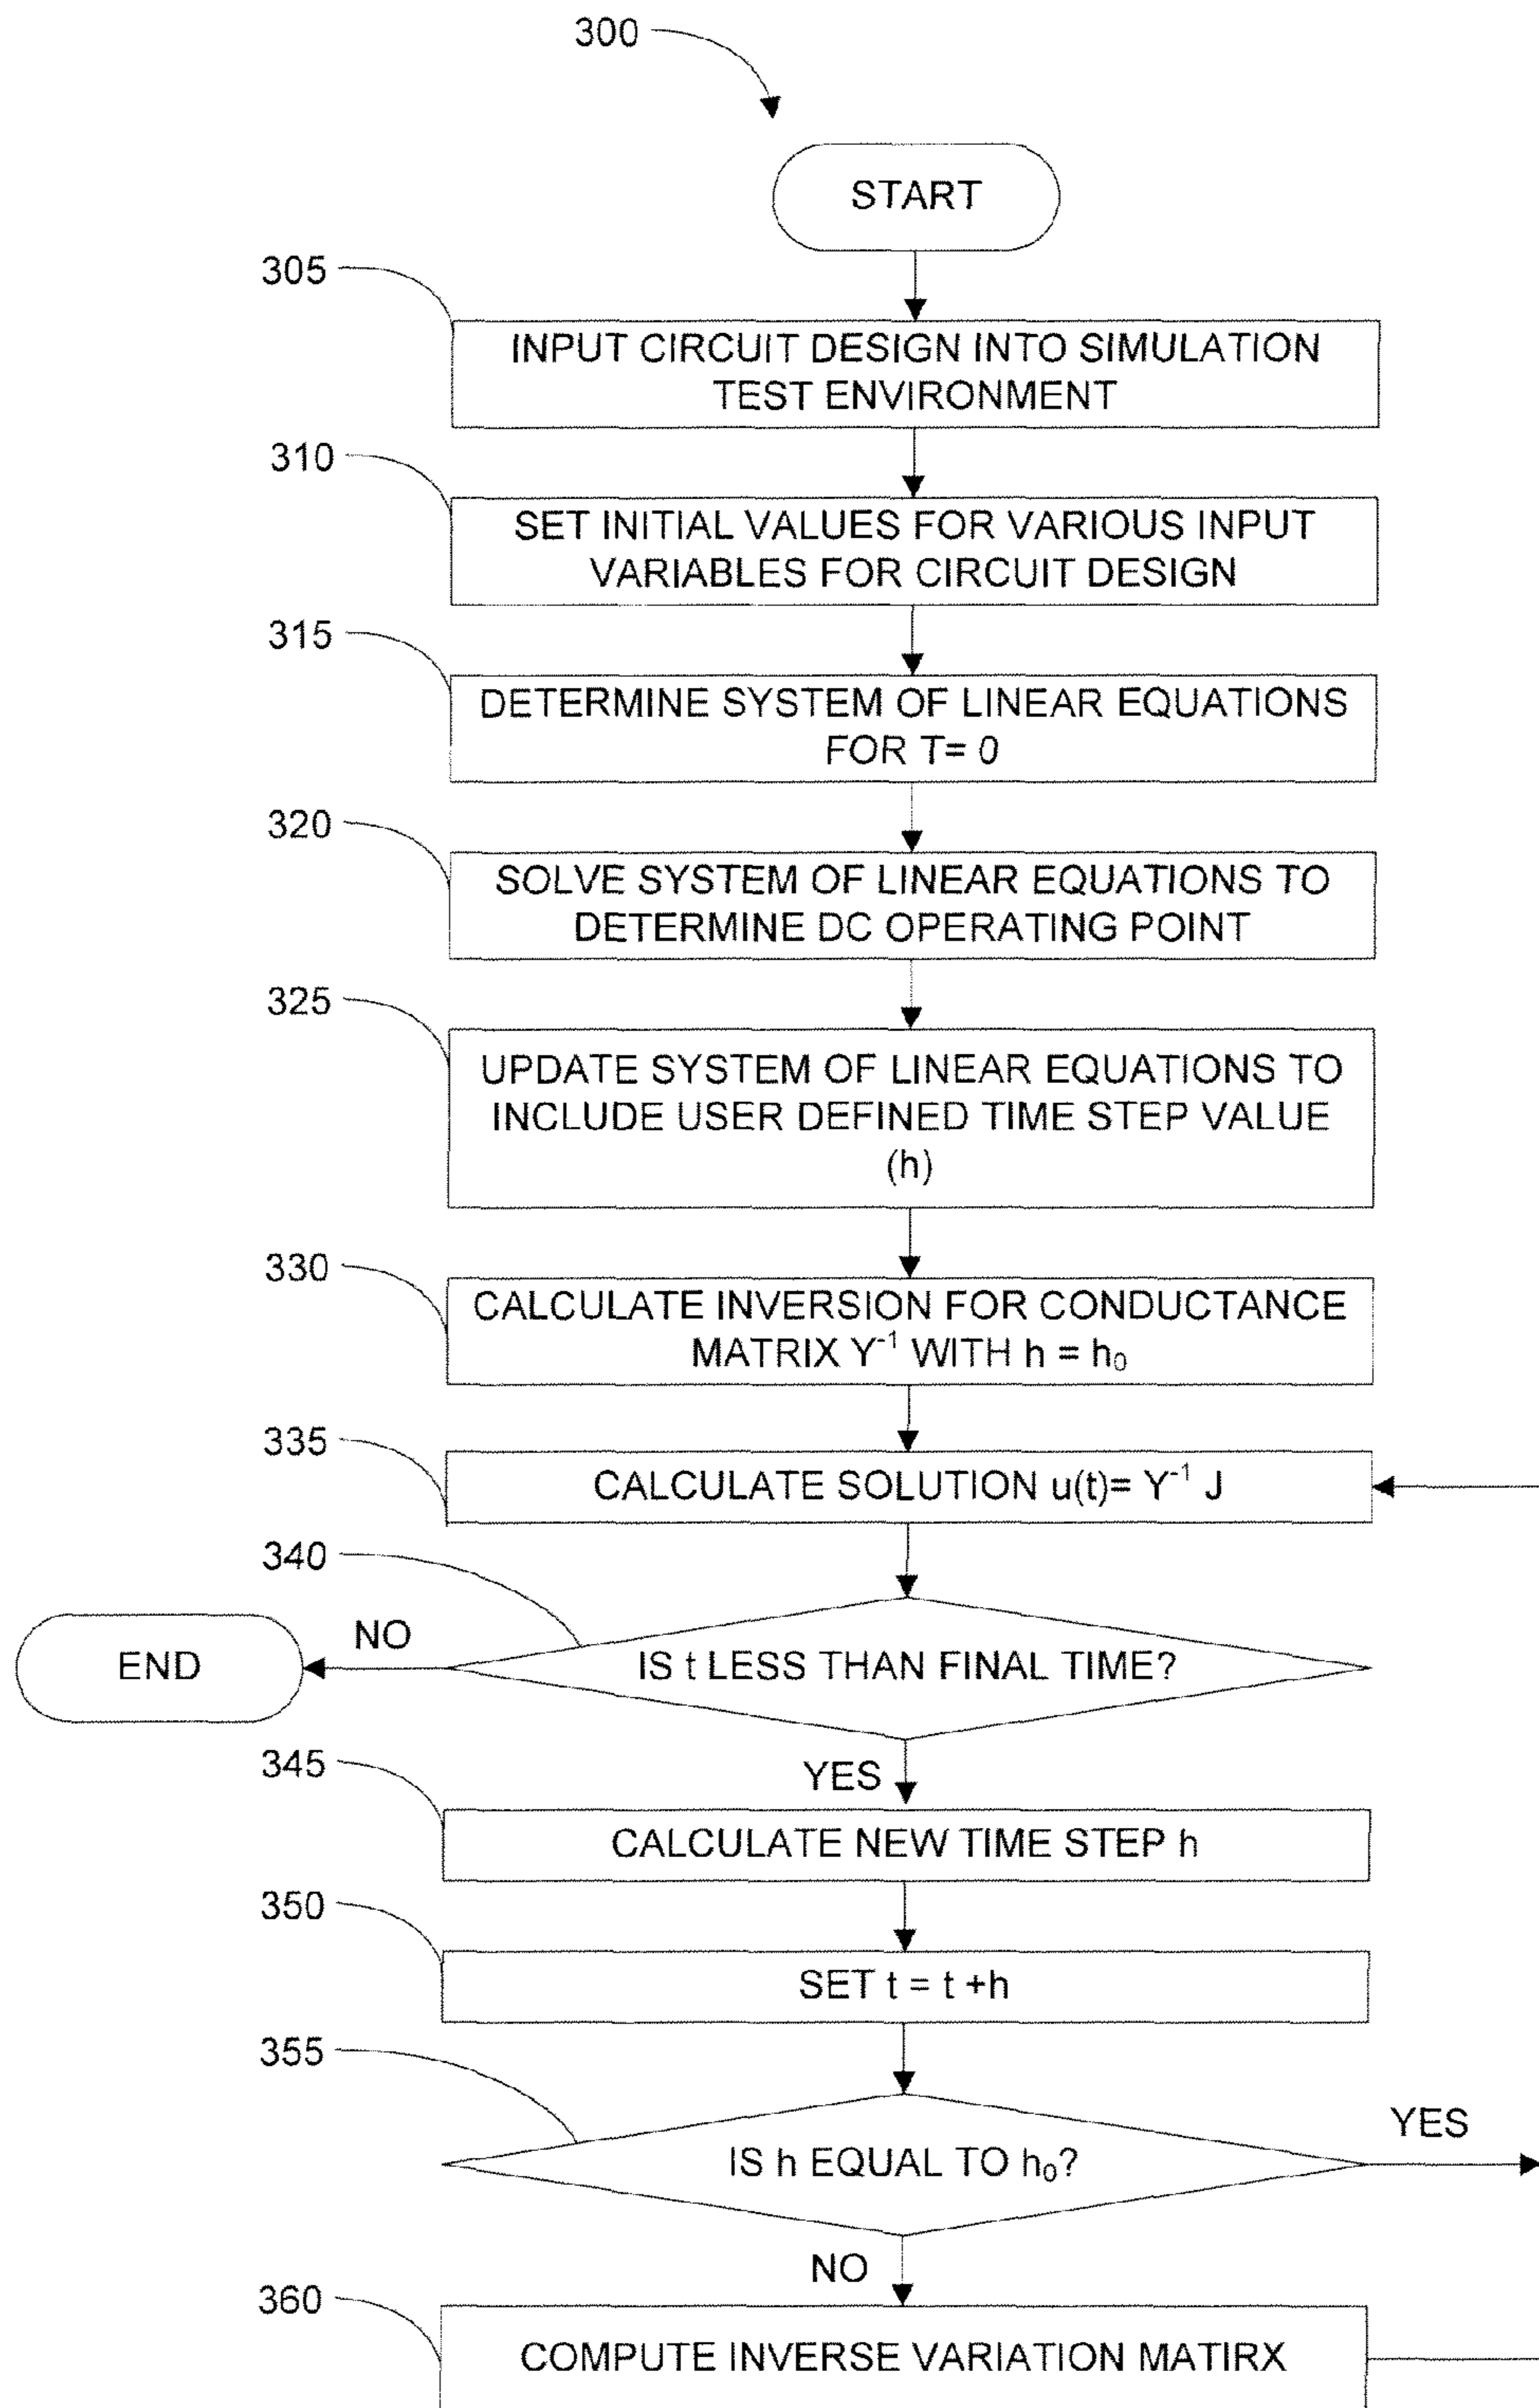 300
START
305
INPUT CIRCUIT DESIGN INTO SIMULATION
TEST ENVIRONMENT
310
SET INITIAL VALUES FOR VARIOUS INPUT
VARIABLES FOR CIRCUIT DESIGN
315
DETERMINE SYSTEM OF LINEAR EQUATIONS
FOR T= 0
320
SOLVE SYSTEM OF LINEAR EQUATIONS TO
DETERMINE DC OPERATING POINT
325
UPDATE SYSTEM OF LINEAR EQUATIONS TO
INCLUDE USER DEFINED TIME STEP VALUE
(h)
330
CALCULATE INVERSION FOR CONDUCTANCE
MATRIX Y⁻¹ WITH h = h₀
335
CALCULATE SOLUTION u(t)= Y⁻¹ J
340
IS t LESS THAN FINAL TIME?
NO
END
YES
345
CALCULATE NEW TIME STEP h
350
SET t = t +h
355
IS h EQUAL TO h₀?
YES
NO
360
COMPUTE INVERSE VARIATION MATIRX